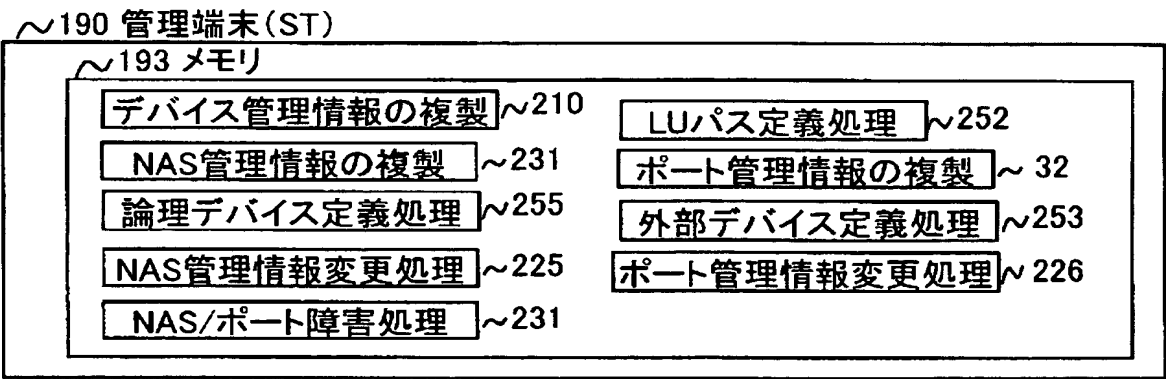 ~190 管理端末(ST)
~193 メモリ
デバイス管理情報の複製 ~210
LUパス定義処理 ~252
NAS管理情報の複製 ~231
ポート管理情報の複製 ~ 32
論理デバイス定義処理 ~255
外部デバイス定義処理 ~253
NAS管理情報変更処理 ~225
ポート管理情報変更処理 ~ 226
NAS/ポート障害処理 ~231